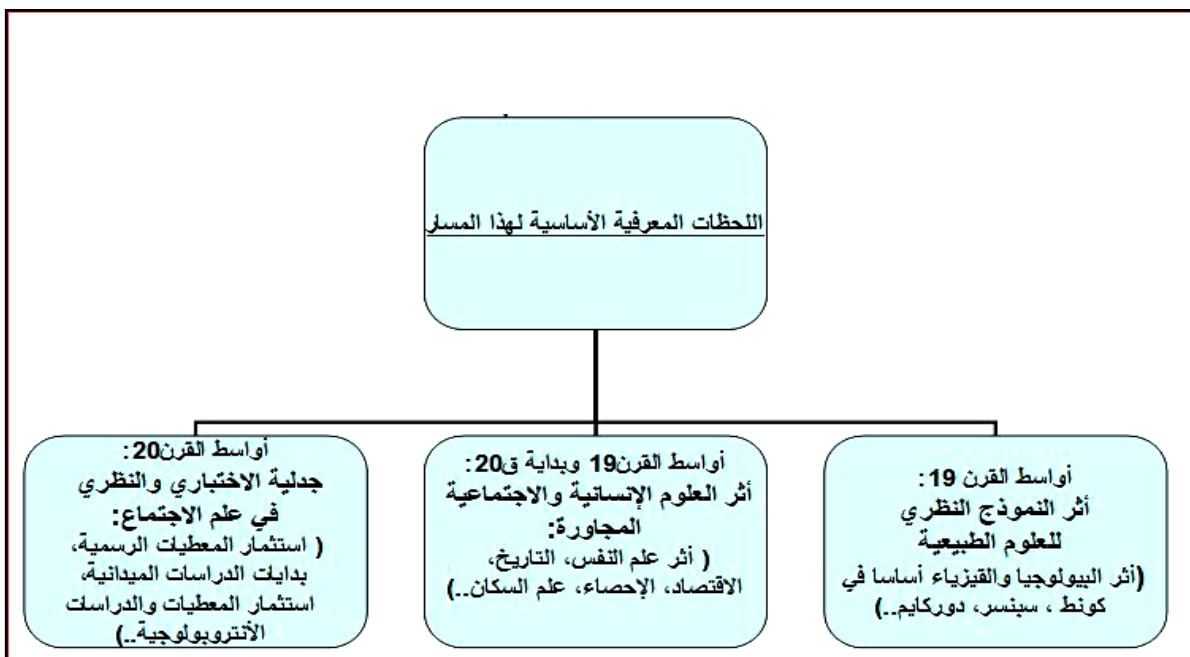 اللحظات المعرفية الأساسية لهذا المسار
أواسط القرن 19:
أثر النموذج النظري
للعلوم الطبيعية
(أثر البيولوجيا والقيزياء أساسا في
كونط ، سبنسر، دوركايم..)
أواسط القرن19 وبداية ق20:
أثر العلوم الإنسانية والاجتماعية
المجاورة:
( أثر علم النفس، التاريخ،
الاقتصاد، الإحصاء، علم السكان..)
أواسط القرن20:
جدلية الاختباري والنظري
في علم الاجتماع:
( استثمار المعطيات الرسمية،
بدايات الدراسات الميدانية،
استثمار المعطيات والدراسات
الأنتروبولوجية..)